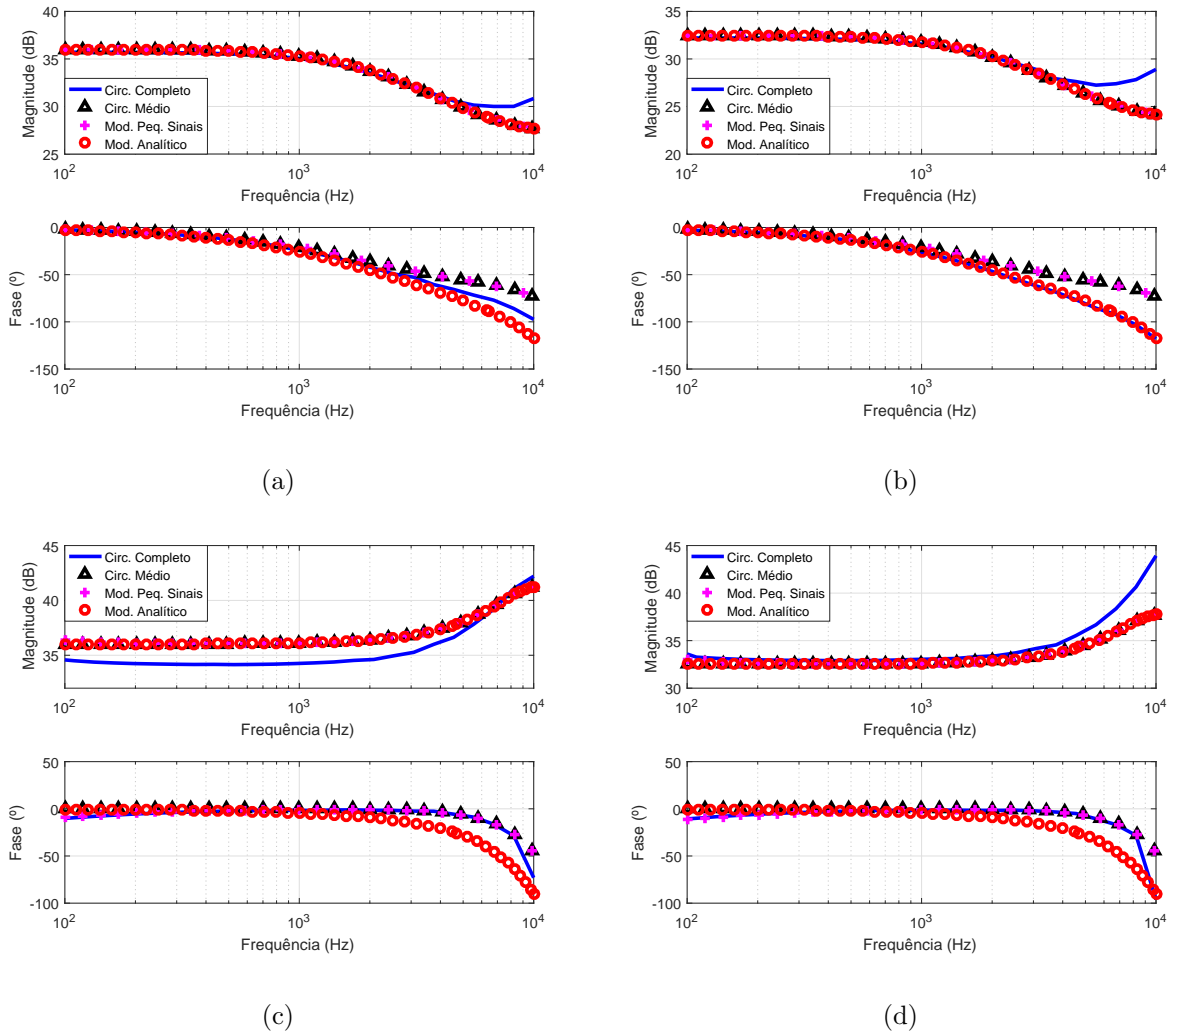 40
35
30
25
Magnitude (dB)
Circ. Completo
Circ. Médio
Mod. Peq. Sinais
Mod. Analítico
10^2
10^3
10^4
Frequência (Hz)
0
-50
-100
-150
Fase (º)
10^2
10^3
10^4
Frequência (Hz)
(a)
35
30
25
20
Magnitude (dB)
Circ. Completo
Circ. Médio
Mod. Peq. Sinais
Mod. Analítico
10^2
10^3
10^4
Frequência (Hz)
0
-50
-100
-150
Fase (º)
10^2
10^3
10^4
Frequência (Hz)
(b)
45
40
35
Magnitude (dB)
Circ. Completo
Circ. Médio
Mod. Peq. Sinais
Mod. Analítico
10^2
10^3
10^4
Frequência (Hz)
50
0
-50
-100
Fase (º)
10^2
10^3
10^4
Frequência (Hz)
(c)
45
40
35
30
Magnitude (dB)
Circ. Completo
Circ. Médio
Mod. Peq. Sinais
Mod. Analítico
10^2
10^3
10^4
Frequência (Hz)
50
0
-50
-100
Fase (º)
10^2
10^3
10^4
Frequência (Hz)
(d)